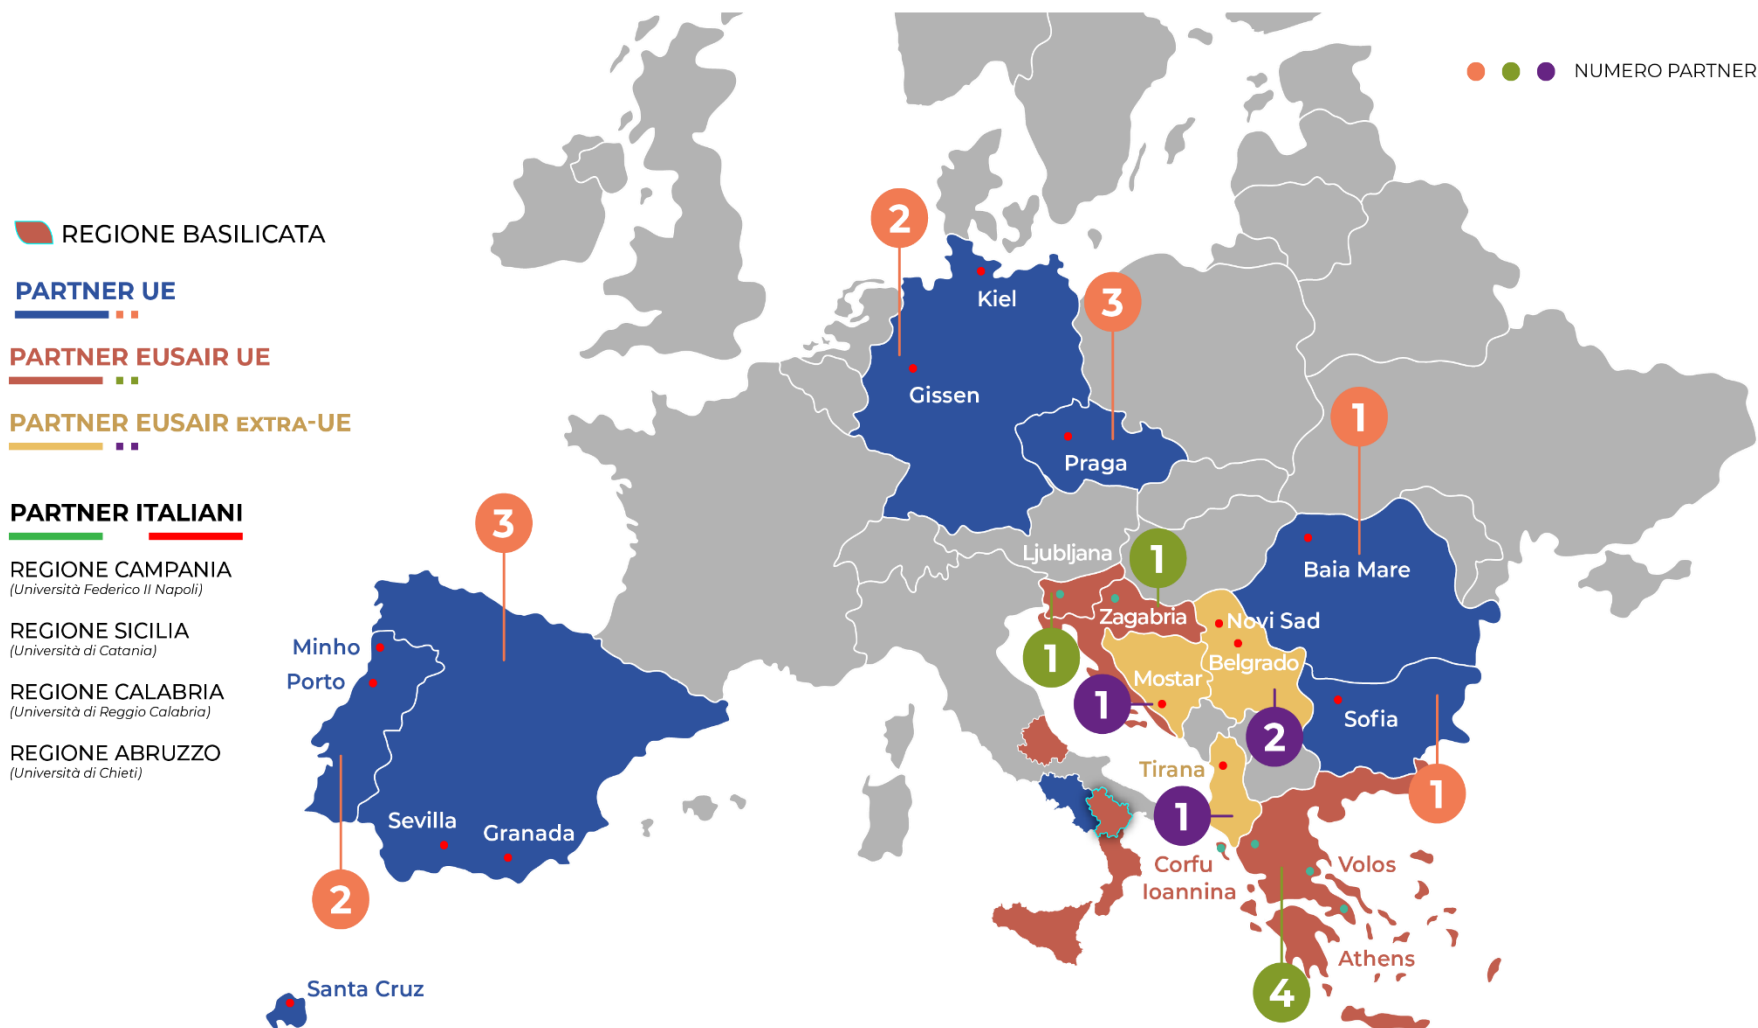 NUMERO PARTNER
REGIONE BASILICATA
PARTNER UE
PARTNER EUSAIR UE
PARTNER EUSAIR EXTRA-UE
PARTNER ITALIANI
REGIONE CAMPANIA
(Università Federico II Napoli)
REGIONE SICILIA
(Università di Catania)
REGIONE CALABRIA
(Università di Reggio Calabria)
REGIONE ABRUZZO
(Università di Chieti)
2
Kiel
3
Gissen
1
Praga
3
Ljubljana
1
Baia Mare
Zagabria
Novi Sad
Minho
1
Belgrado
Porto
Mostar
1
Sofia
2
Tirana
1
1
Sevilla
Granada
Corfu
Ioannina
Volos
2
Athens
4
Santa Cruz